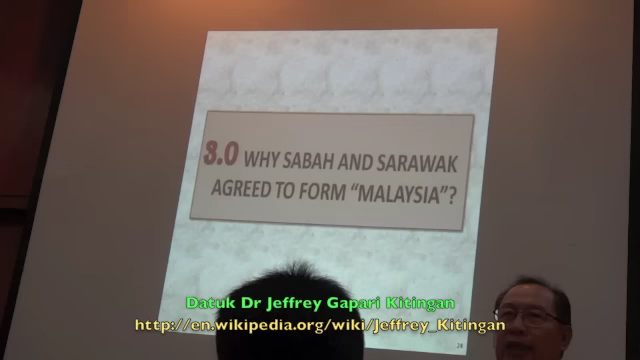 8.0 WHY SABAH AND SARAWAK
AGREED TO FORM “MALAYSIA”?
Datuk Dr Jeffrey Gapari Kitingan
http://en.wikipedia.org/wiki/Jeffrey_Kitingan